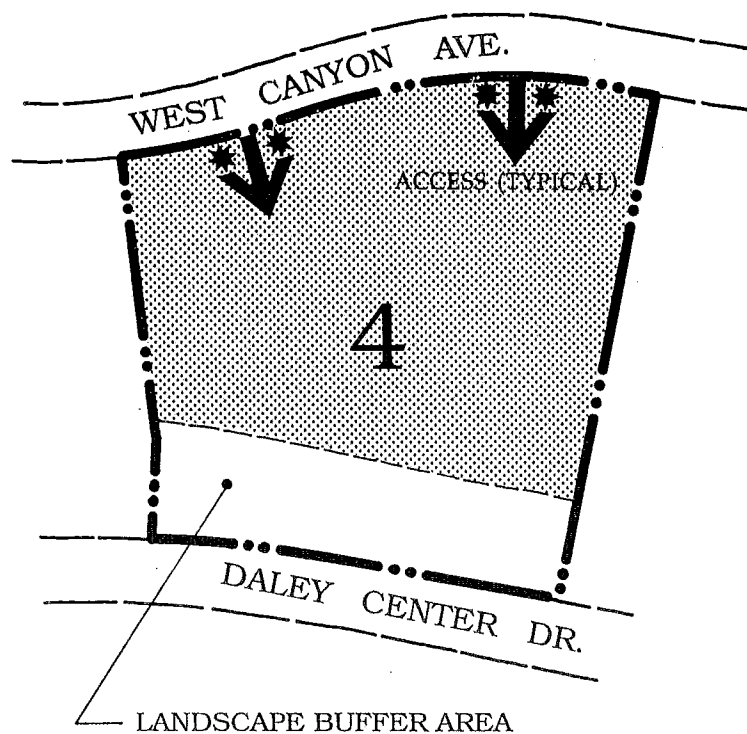 WEST CANYON AVE.
ACCESS (TYPICAL)
4
DALEY CENTER DR.
LANDSCAPE BUFFER AREA